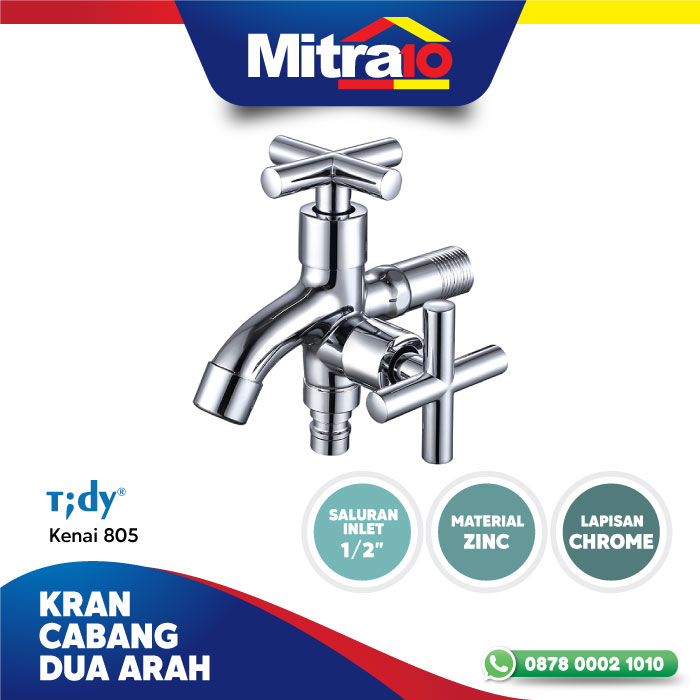 Mitra10
Tidy®
Kenai 805
SALURAN
INLET
1/2"
MATERIAL
ZINC
LAPISAN
CHROME
KRAN
CABANG
DUA ARAH
0878 0002 1010